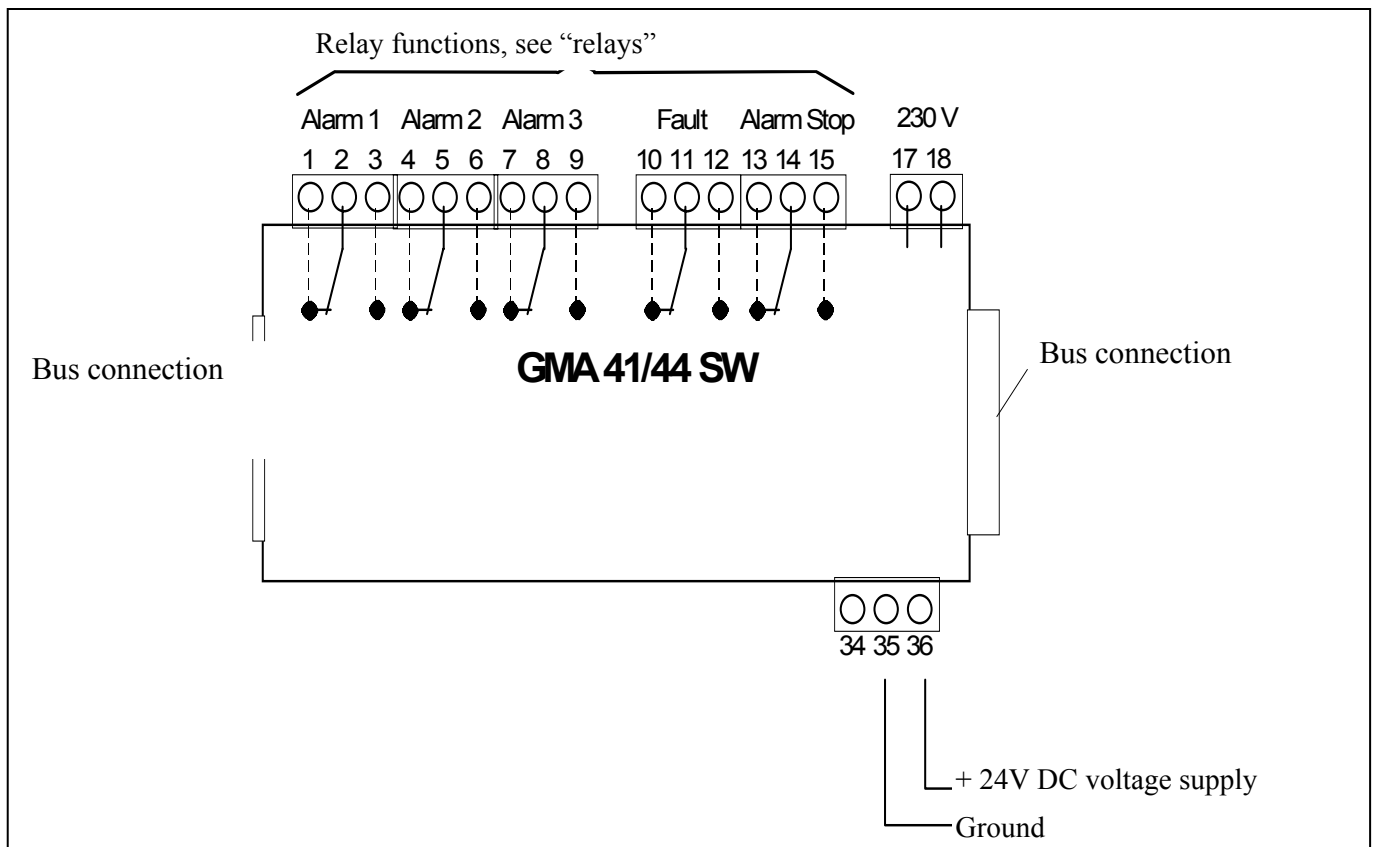 Relay functions, see “relays”
Alarm 1 Alarm 2 Alarm 3 Fault Alarm Stop 230 V
1 2 3 4 5 6 7 8 9 10 11 12 13 14 15 17 18
Bus connection
GMA 41/44 SW
Bus connection
34 35 36
+ 24V DC voltage supply
Ground